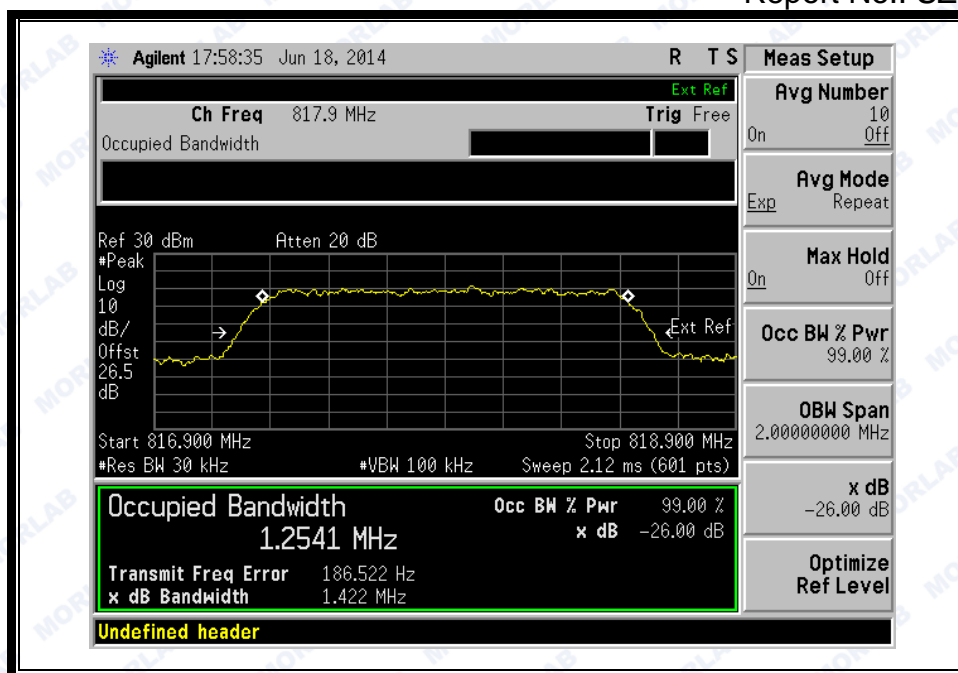 Agilent 17:58:35 Jun 18, 2014 R T S
Ext Ref
Ch Freq 817.9 MHz Trig Free
Occupied Bandwidth
Ref 30 dBm Atten 20 dB
#Peak
Log
10
dB/
Offst
26.5
dB
Ext Ref
Start 816.900 MHz Stop 818.900 MHz
#Res BW 30 kHz #VBW 100 kHz Sweep 2.12 ms (601 pts)
Occupied Bandwidth
1.2541 MHz
Occ BW % Pwr 99.00 %
x dB -26.00 dB
Transmit Freq Error 186.522 Hz
x dB Bandwidth 1.422 MHz
Undefined header
Meas Setup
Avg Number
10
On Off
Avg Mode
Exp Repeat
Max Hold
On Off
Occ BW % Pwr
99.00 %
OBW Span
2.00000000 MHz
x dB
-26.00 dB
Optimize
Ref Level
MORLAB